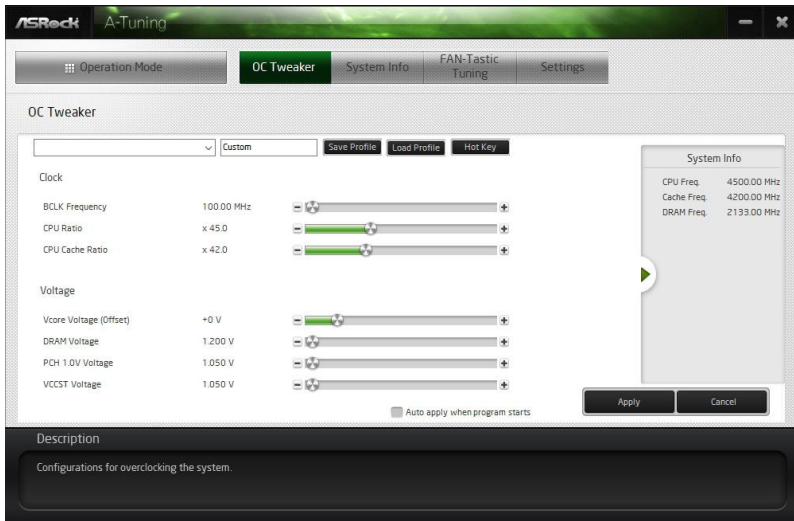 ASRock A-Tuning
Operation Mode OC Tweaker System Info FAN-Tastic Tuning Settings
OC Tweaker
Custom Save Profile Load Profile Hot Key
Clock
BCLK Frequency 100.00 MHz
CPU Ratio x 45.0
CPU Cache Ratio x 42.0
Voltage
Vcore Voltage (Offset) +0 V
DRAM Voltage 1.200 V
PCH 1.0V Voltage 1.050 V
VCCST Voltage 1.050 V
Auto apply when program starts
System Info
CPU Freq. 4500.00 MHz
Cache Freq. 4200.00 MHz
DRAM Freq. 2133.00 MHz
Apply Cancel
Description
Configurations for overclocking the system.